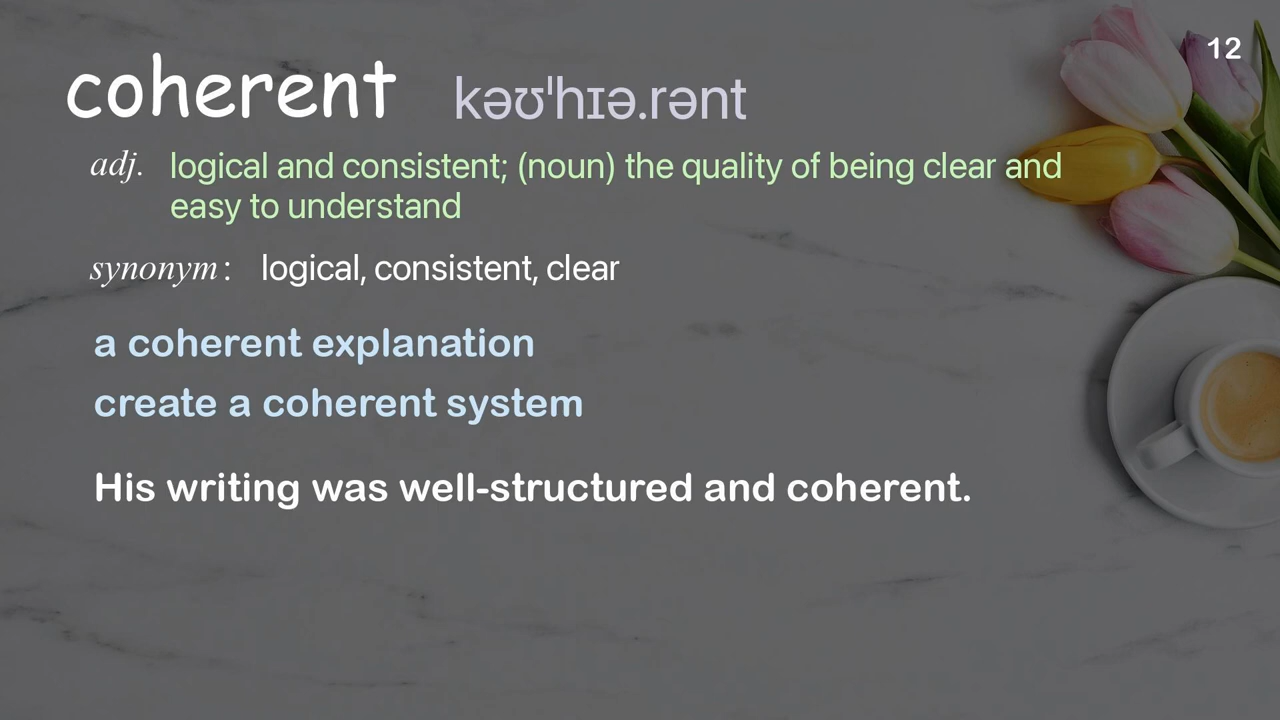 12
coherent kəʊˈhɪə.rənt
adj. logical and consistent; (noun) the quality of being clear and
easy to understand
synonym : logical, consistent, clear
a coherent explanation
create a coherent system
His writing was well-structured and coherent.